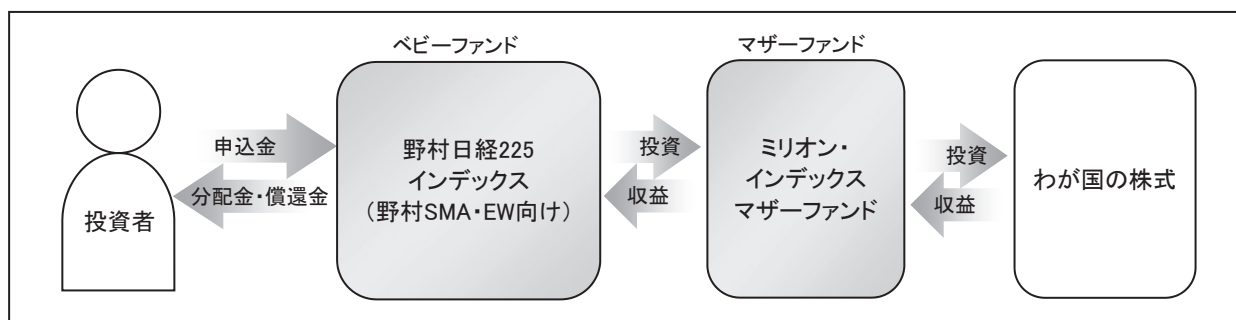 ベビーファンド
マザーファンド
投資者
申込金
分配金・償還金
野村日経225
インデックス
（野村SMA・EW向け）
投資
収益
ミリオン・
インデックス
マザーファンド
投資
収益
わが国の株式